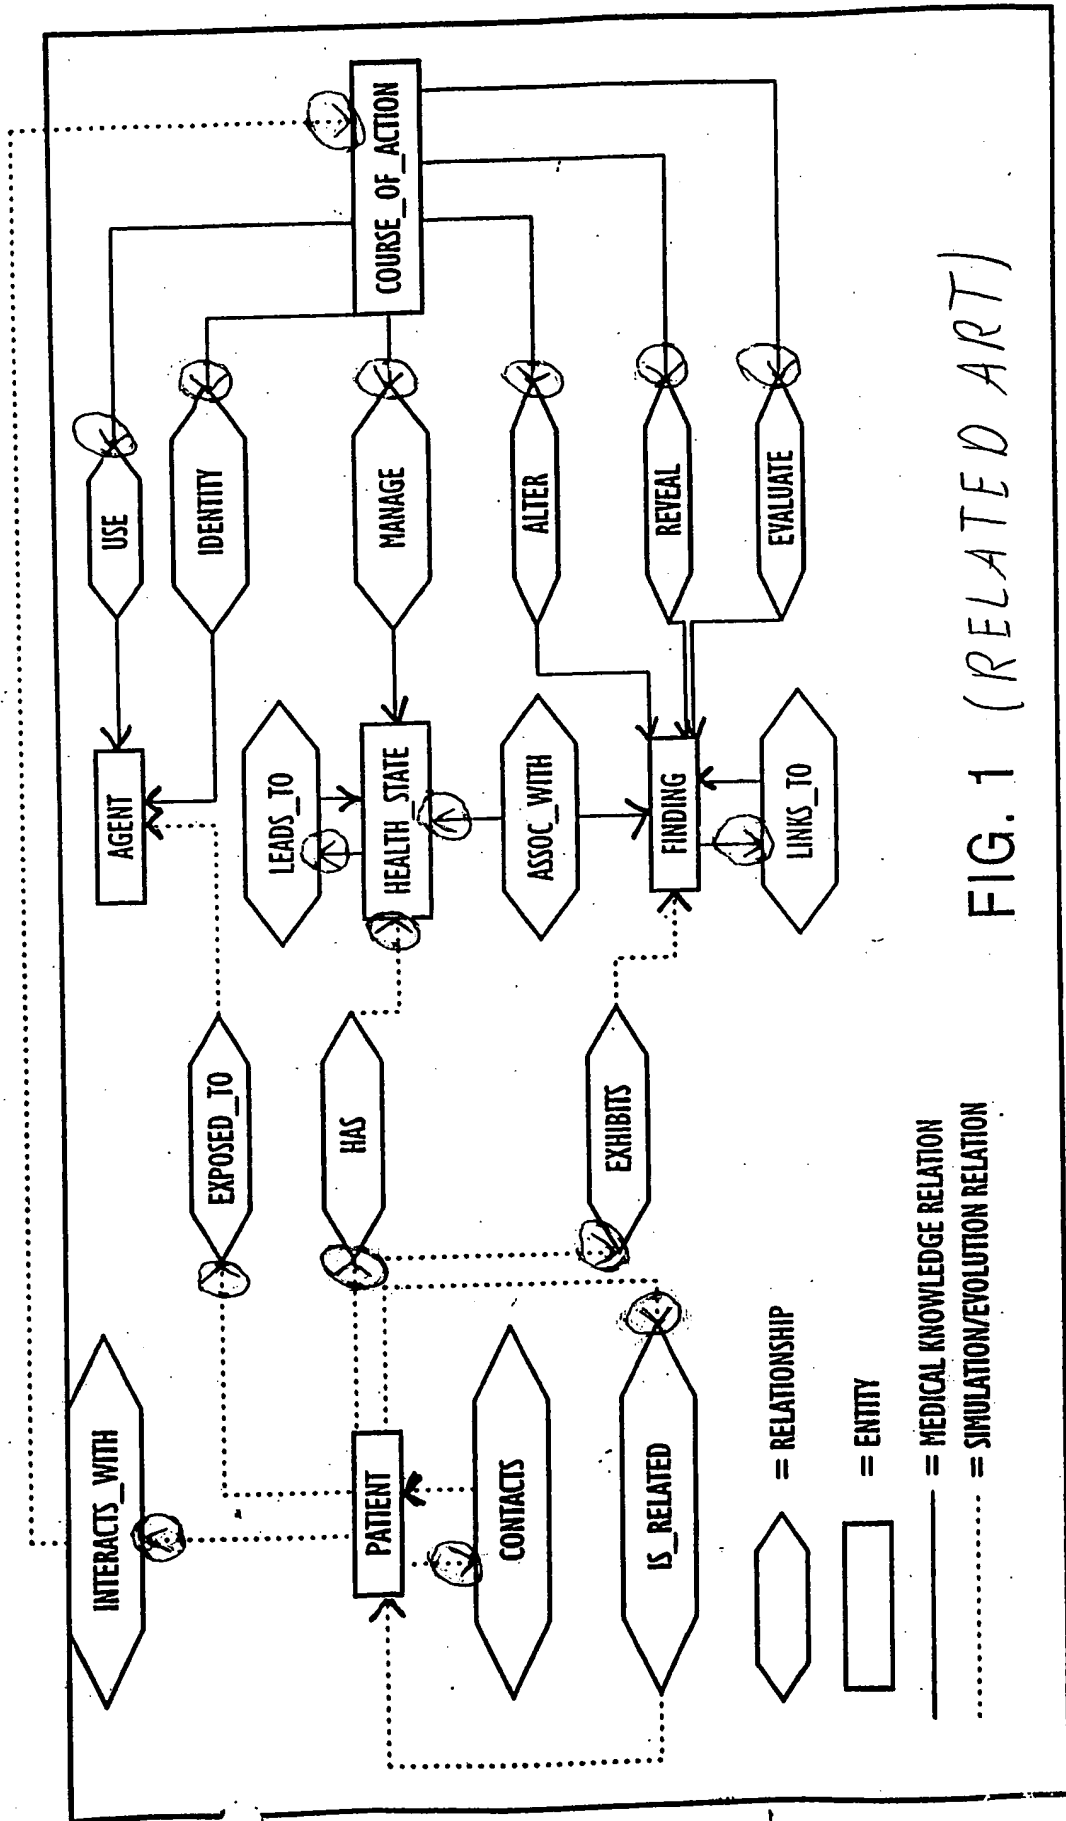 INTERACTS_WITH
EXPOSED_TO
AGENT
USE
IDENTITY
PATIENT
HAS
LEADS_TO
HEALTH_STATE
MANAGE
COURSE_OF_ACTION
CONTACTS
ASSOC_WITH
ALTER
IS_RELATED
EXHIBITS
FINDING
REVEAL
LINKS_TO
EVALUATE
= RELATIONSHIP
= ENTITY
= MEDICAL KNOWLEDGE RELATION
= SIMULATION/EVOLUTION RELATION
FIG. 1 (RELATED ART)